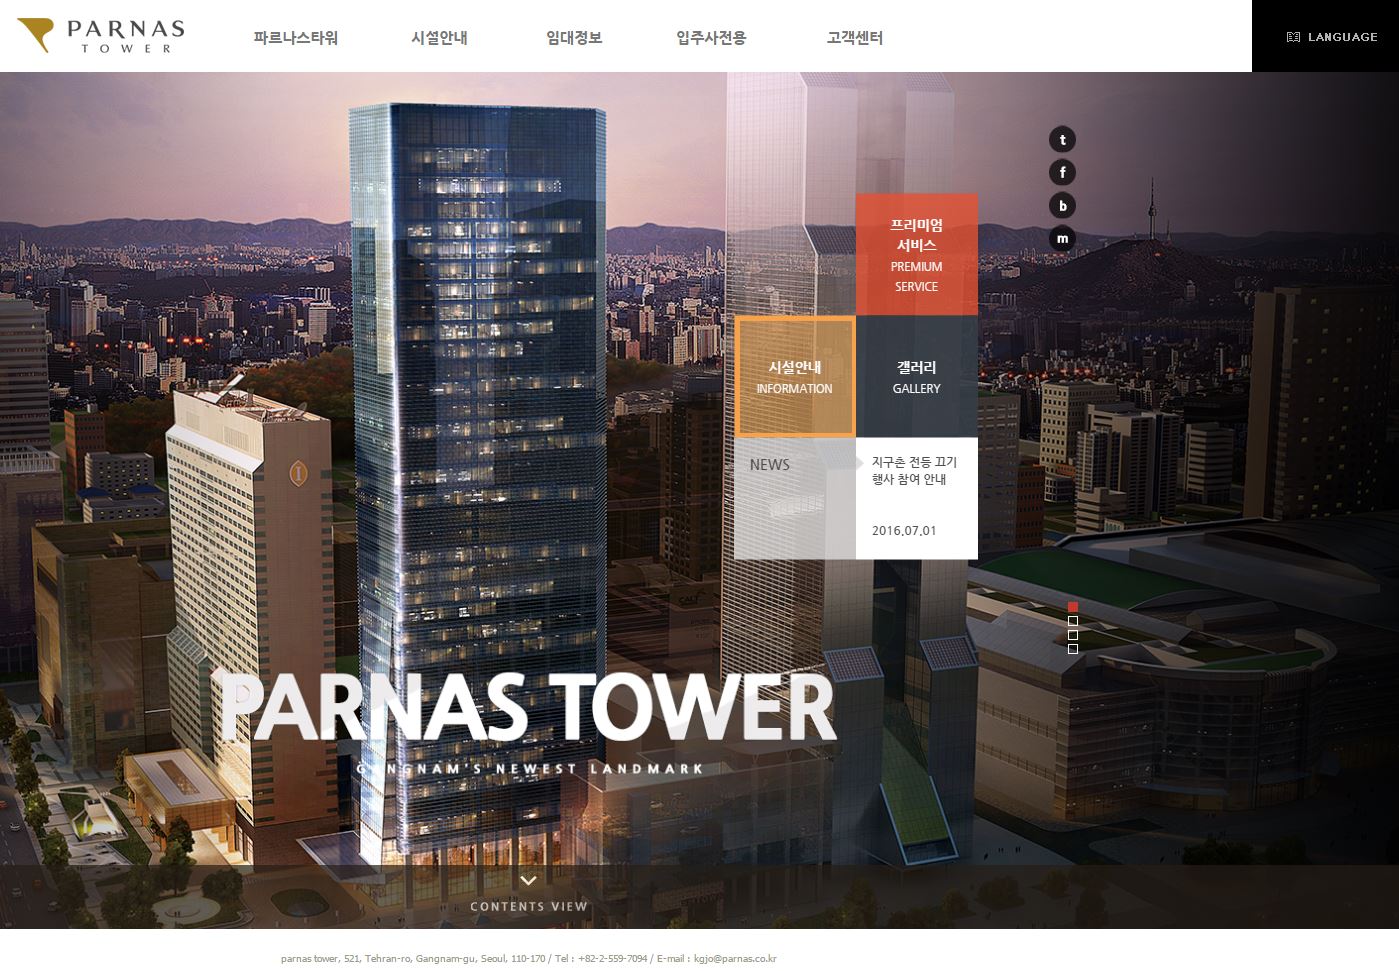 PARNAS
TOWER
파르나스타워
시설안내
임대정보
입주사전용
고객센터
LANGUAGE
t
f
b
m
프리미엄
서비스
PREMIUM
SERVICE
시설안내
INFORMATION
갤러리
GALLERY
NEWS
지구촌 전등 끄기
행사 참여 안내
2016.07.01
PARNAS TOWER
GANGNAM'S NEWEST LANDMARK
CONTENTS VIEW
parnas tower, 521, Tehran-ro, Gangnam-gu, Seoul, 110-170 / Tel : +82-2-559-7094 / E-mail : kgjo@parnas.co.kr